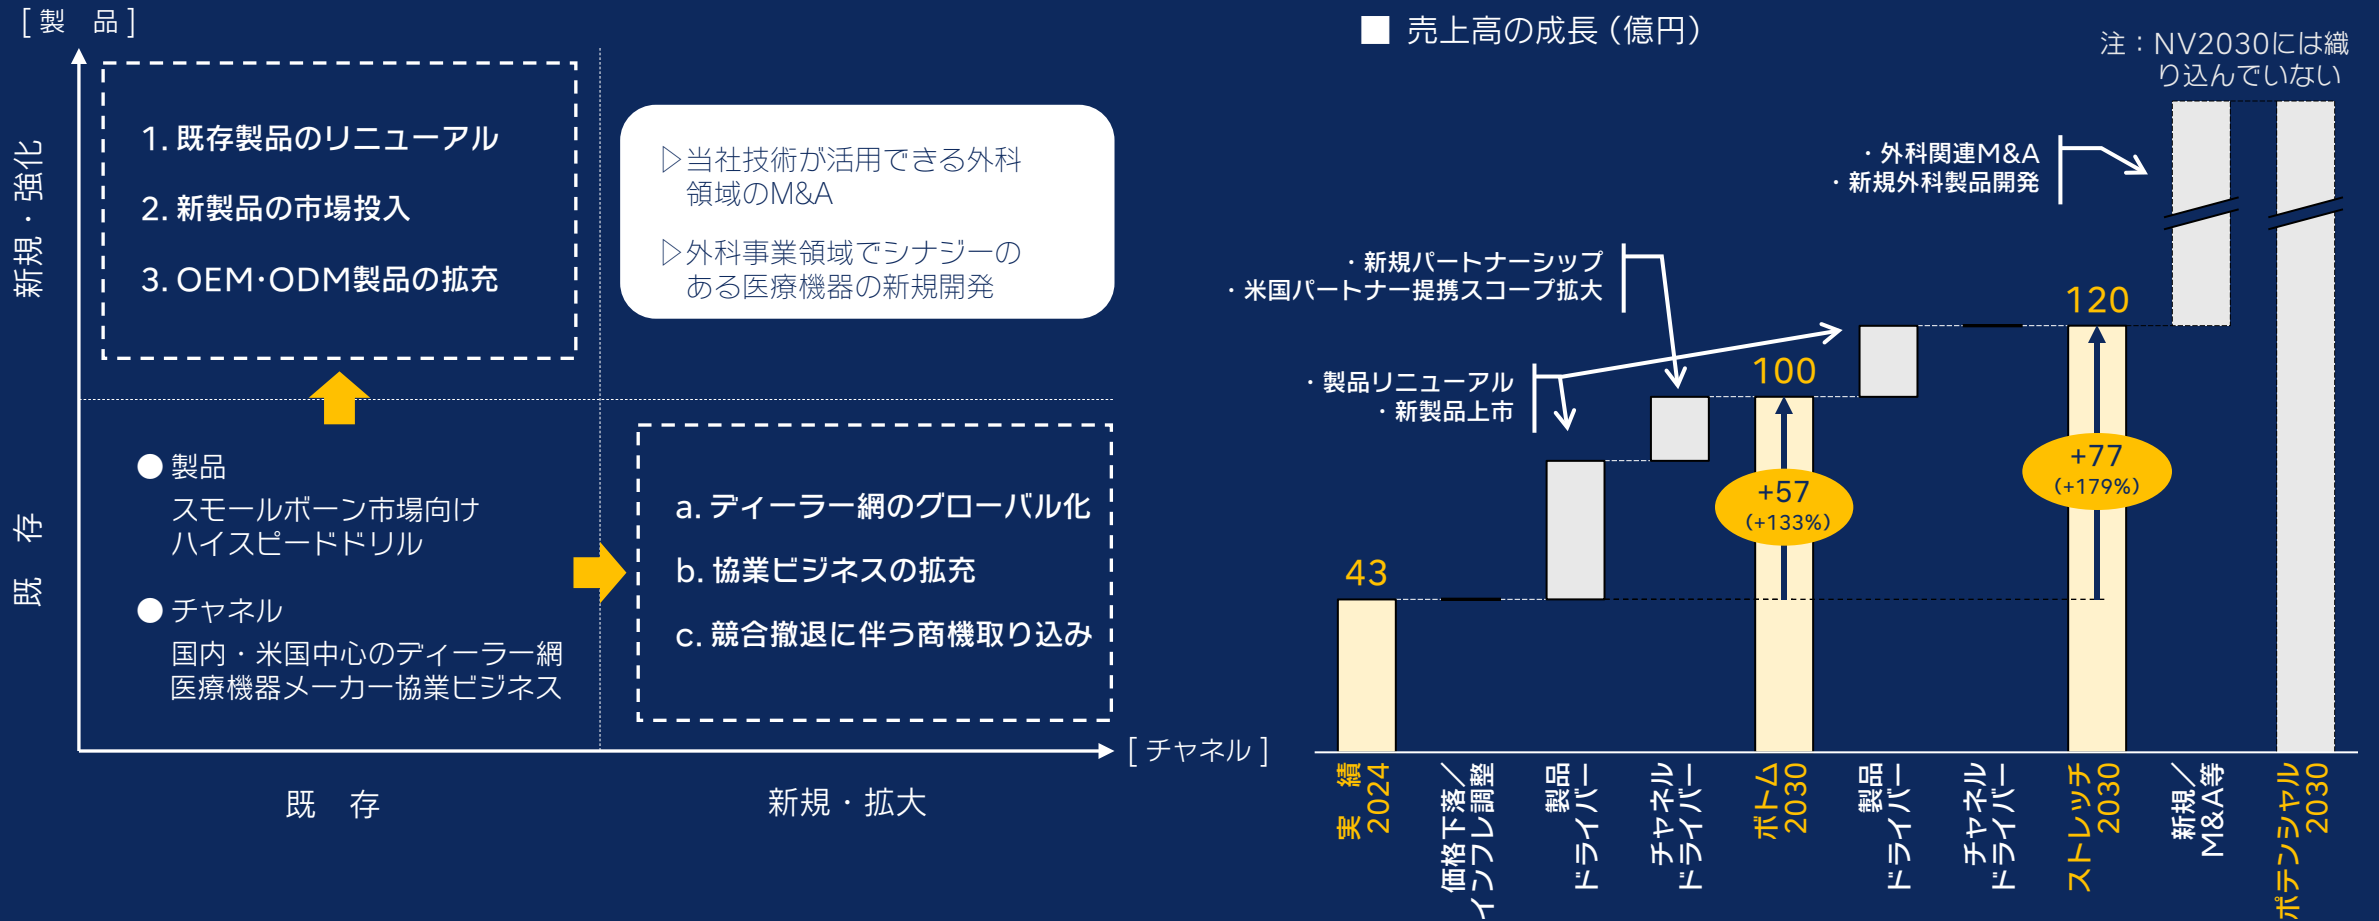 [ 製　品 ]
新規・強化
1. 既存製品のリニューアル
2. 新製品の市場投入
3. OEM･ODM製品の拡充
▷当社技術が活用できる外科
領域のM&A
▷外科事業領域でシナジーの
ある医療機器の新規開発
既　存
● 製品
スモールボーン市場向け
ハイスピードドリル
● チャネル
国内・米国中心のディーラー網
医療機器メーカー協業ビジネス
a. ディーラー網のグローバル化
b. 協業ビジネスの拡充
c. 競合撤退に伴う商機取り込み
[ チャネル ]
既　存
新規・拡大
■ 売上高の成長（億円）
注：NV2030には織
り込んでいない
・外科関連M&A
・新規外科製品開発
・新規パートナーシップ
・米国パートナー提携スコープ拡大
・製品リニューアル
・新製品上市
43
100
120
+57
（+133%）
+77
（+179%）
実　績
2024
価格下落／
インフレ調整
製品
ドライバー
チャネル
ドライバー
ボトム
2030
製品
ドライバー
チャネル
ドライバー
ストレッチ
2030
新規／
M&A等
ポテンシャル
2030